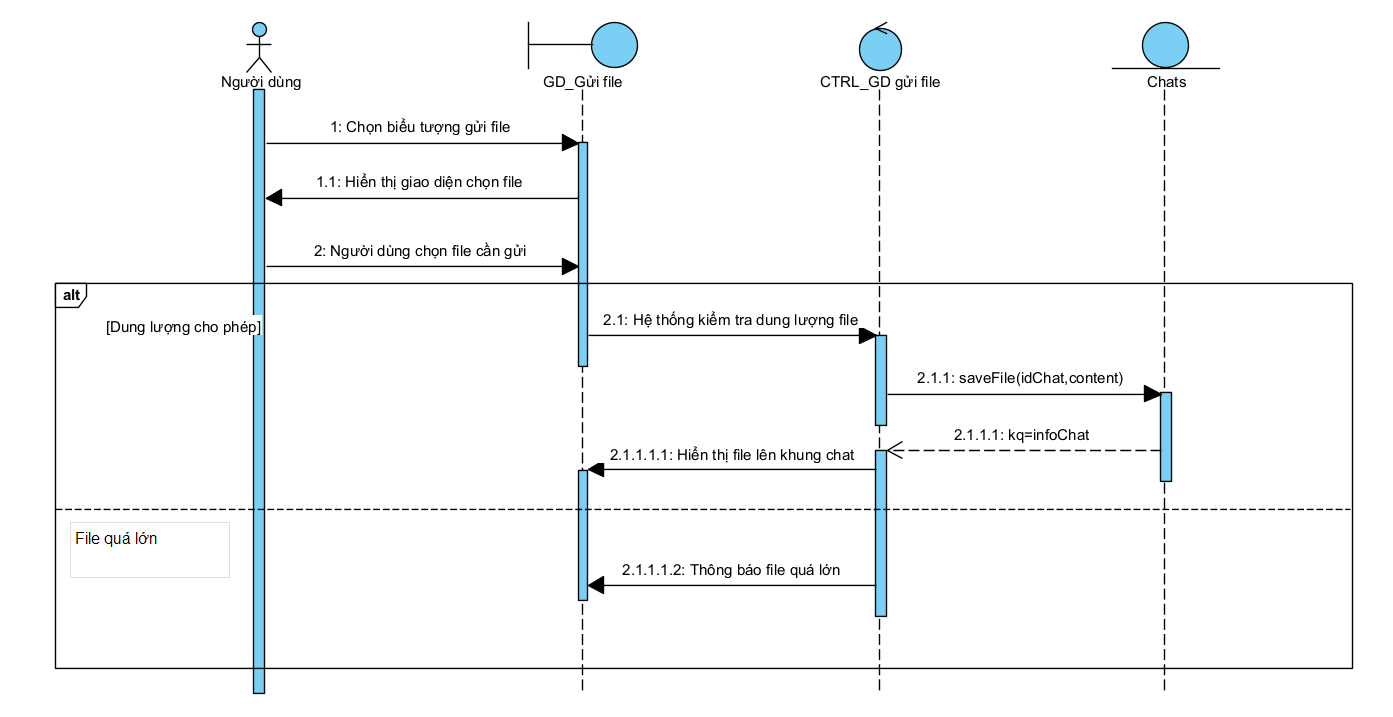 Người dùng
GD_Gửi file
CTRL_GD gửi file
Chats
1: Chọn biểu tượng gửi file
1.1: Hiển thị giao diện chọn file
2: Người dùng chọn file cần gửi
alt
[Dung lượng cho phép]
2.1: Hệ thống kiểm tra dung lượng file
2.1.1: saveFile(idChat,content)
2.1.1.1: kq=infoChat
2.1.1.1.1: Hiển thị file lên khung chat
File quá lớn
2.1.1.1.2: Thông báo file quá lớn